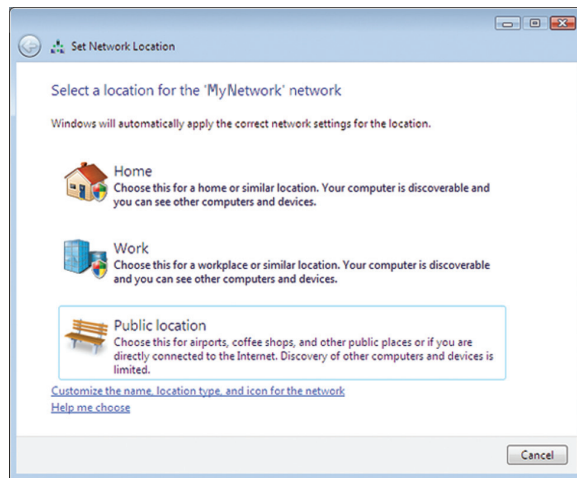 Set Network Location
Select a location for the 'MyNetwork' network
Windows will automatically apply the correct network settings for the location.
Home
Choose this for a home or similar location. Your computer is discoverable and
you can see other computers and devices.
Work
Choose this for a workplace or similar location. Your computer is discoverable
and you can see other computers and devices.
Public location
Choose this for airports, coffee shops, and other public places or if you are
directly connected to the Internet. Discovery of other computers and devices is
limited.
Customize the name, location type, and icon for the network
Help me choose
Cancel